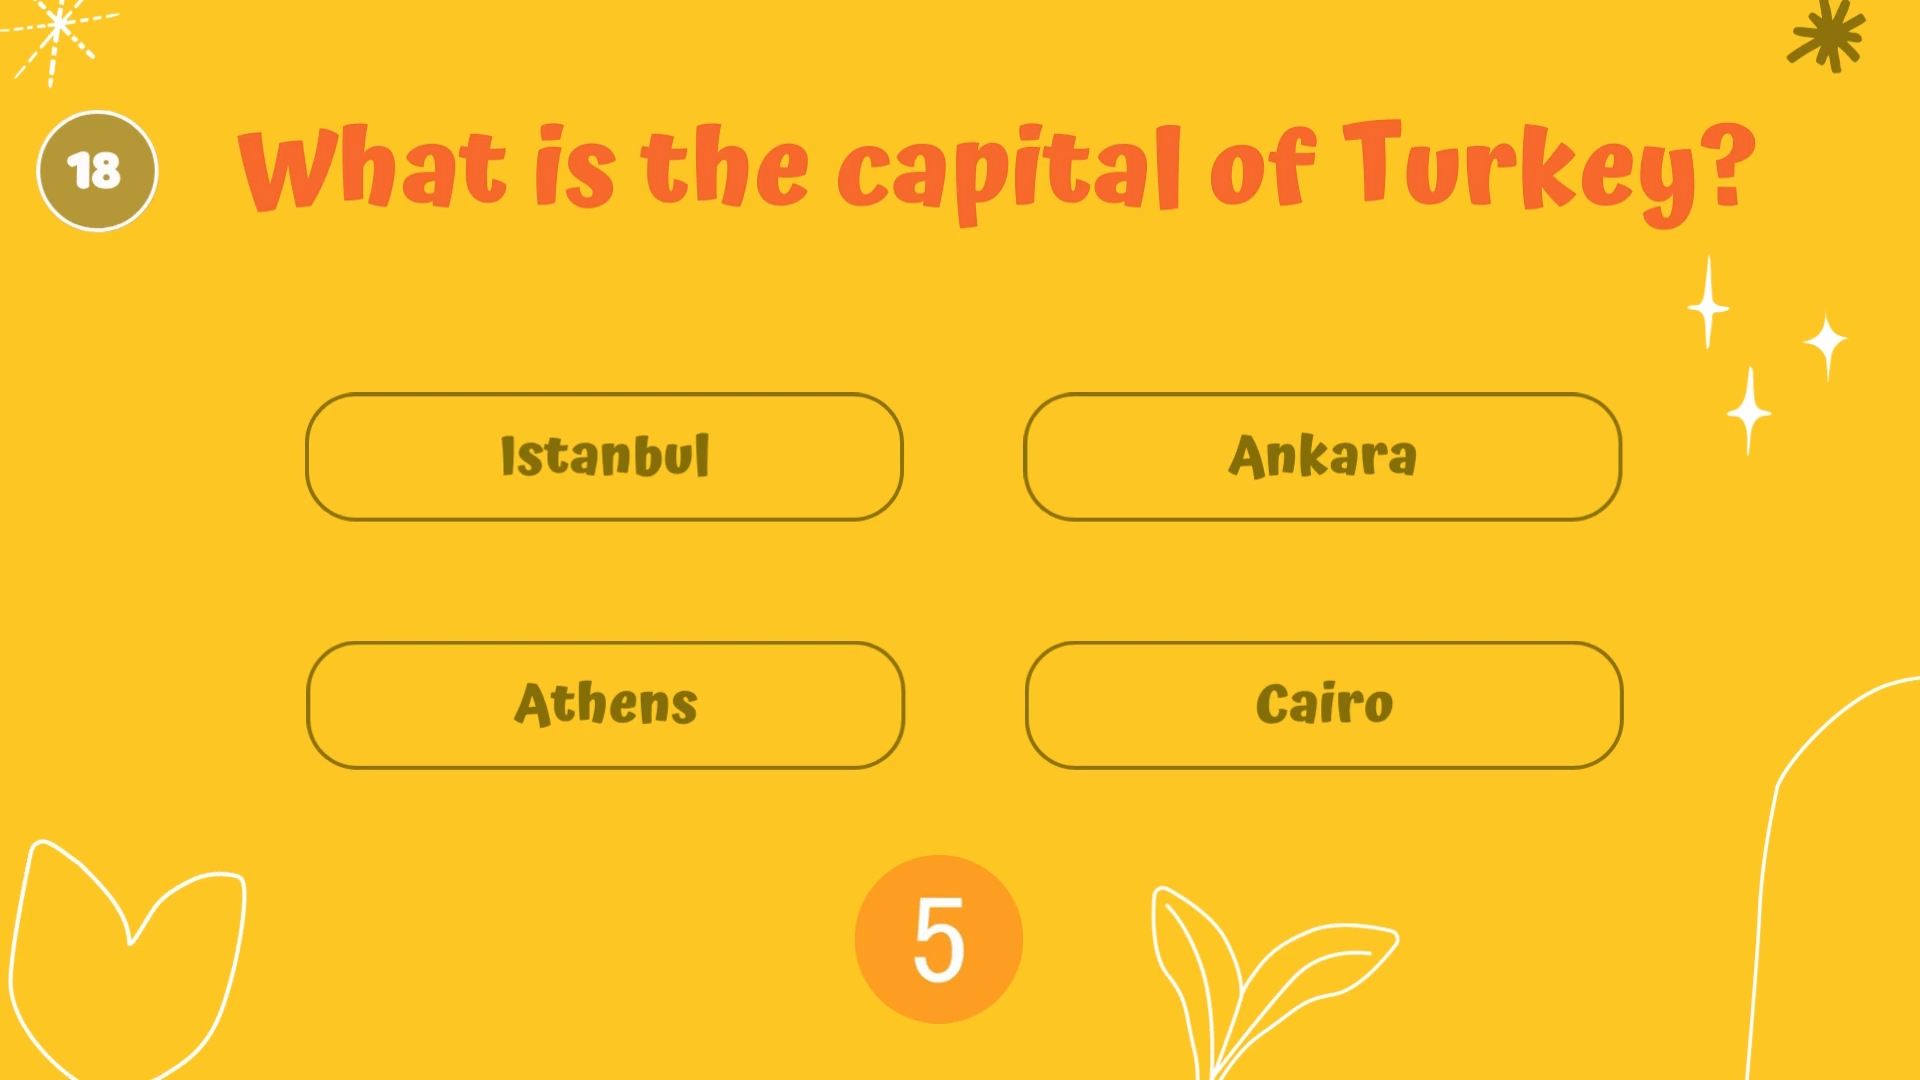 18
What is the capital of Turkey?
Istanbul
Ankara
Athens
Cairo
5